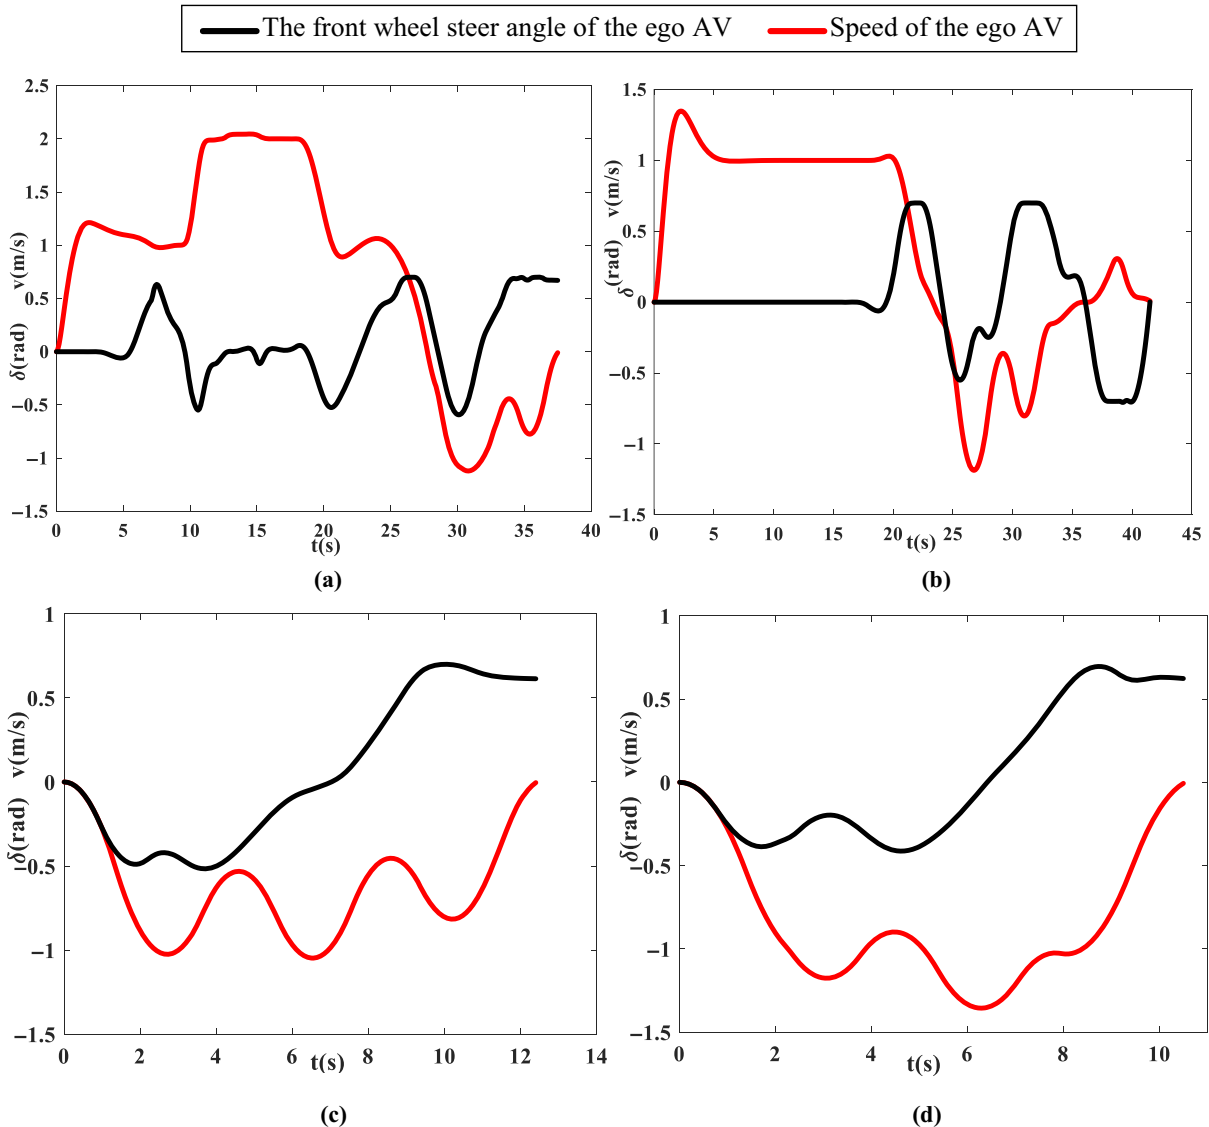 The front wheel steer angle of the ego AV Speed of the ego AV
2.5
2
1.5
1
0.5
0
−0.5
−1
−1.5
δ(rad) v(m/s)
0 5 10 15 20 25 30 35 40
t(s)
(a)
1.5
1
0.5
0
−0.5
−1
−1.5
δ(rad) v(m/s)
0 5 10 15 20 25 30 35 40 45
t(s)
(b)
1
0.5
0
−0.5
−1
−1.5
δ(rad) v(m/s)
0 2 4 6 8 10 12 14
t(s)
(c)
1
0.5
0
−0.5
−1
−1.5
δ(rad) v(m/s)
0 2 4 6 8 10
t(s)
(d)